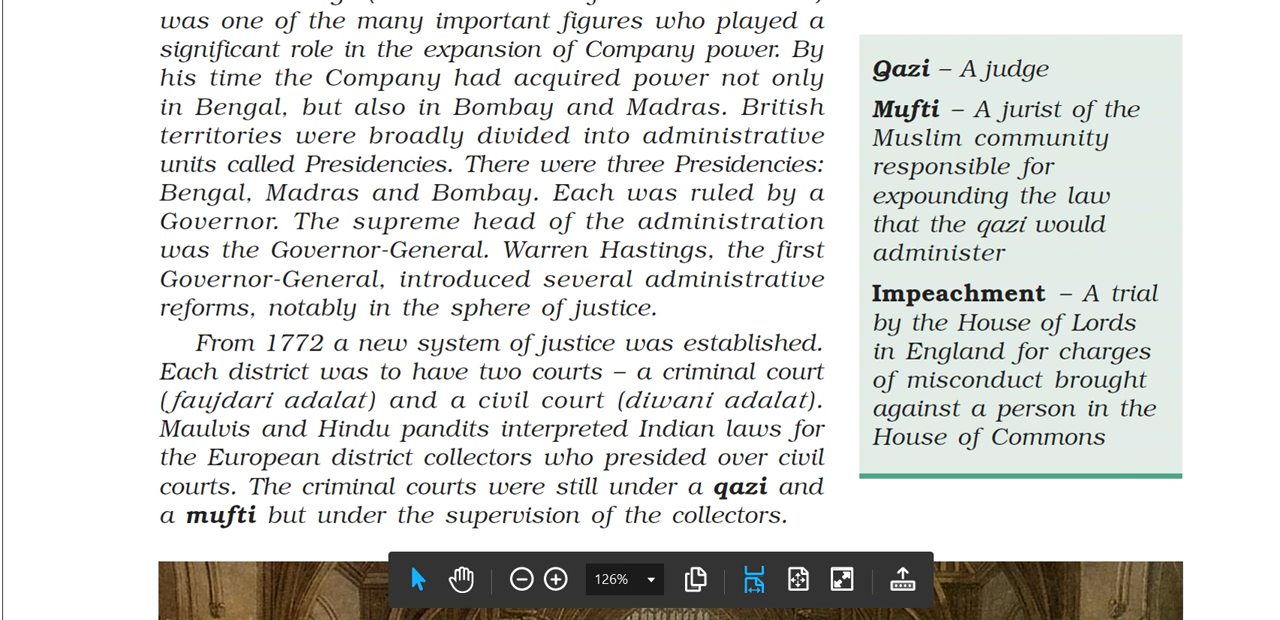 was one of the many important figures who played a
significant role in the expansion of Company power. By
his time the Company had acquired power not only
in Bengal, but also in Bombay and Madras. British
territories were broadly divided into administrative
units called Presidencies. There were three Presidencies:
Bengal, Madras and Bombay. Each was ruled by a
Governor. The supreme head of the administration
was the Governor-General. Warren Hastings, the first
Governor-General, introduced several administrative
reforms, notably in the sphere of justice.
From 1772 a new system of justice was established.
Each district was to have two courts – a criminal court
(faujdari adalat) and a civil court (diwani adalat).
Maulvis and Hindu pandits interpreted Indian laws for
the European district collectors who presided over civil
courts. The criminal courts were still under a qazi and
a mufti but under the supervision of the collectors.
Qazi – A judge
Mufti – A jurist of the
Muslim community
responsible for
expounding the law
that the qazi would
administer
Impeachment – A trial
by the House of Lords
in England for charges
of misconduct brought
against a person in the
House of Commons
126%